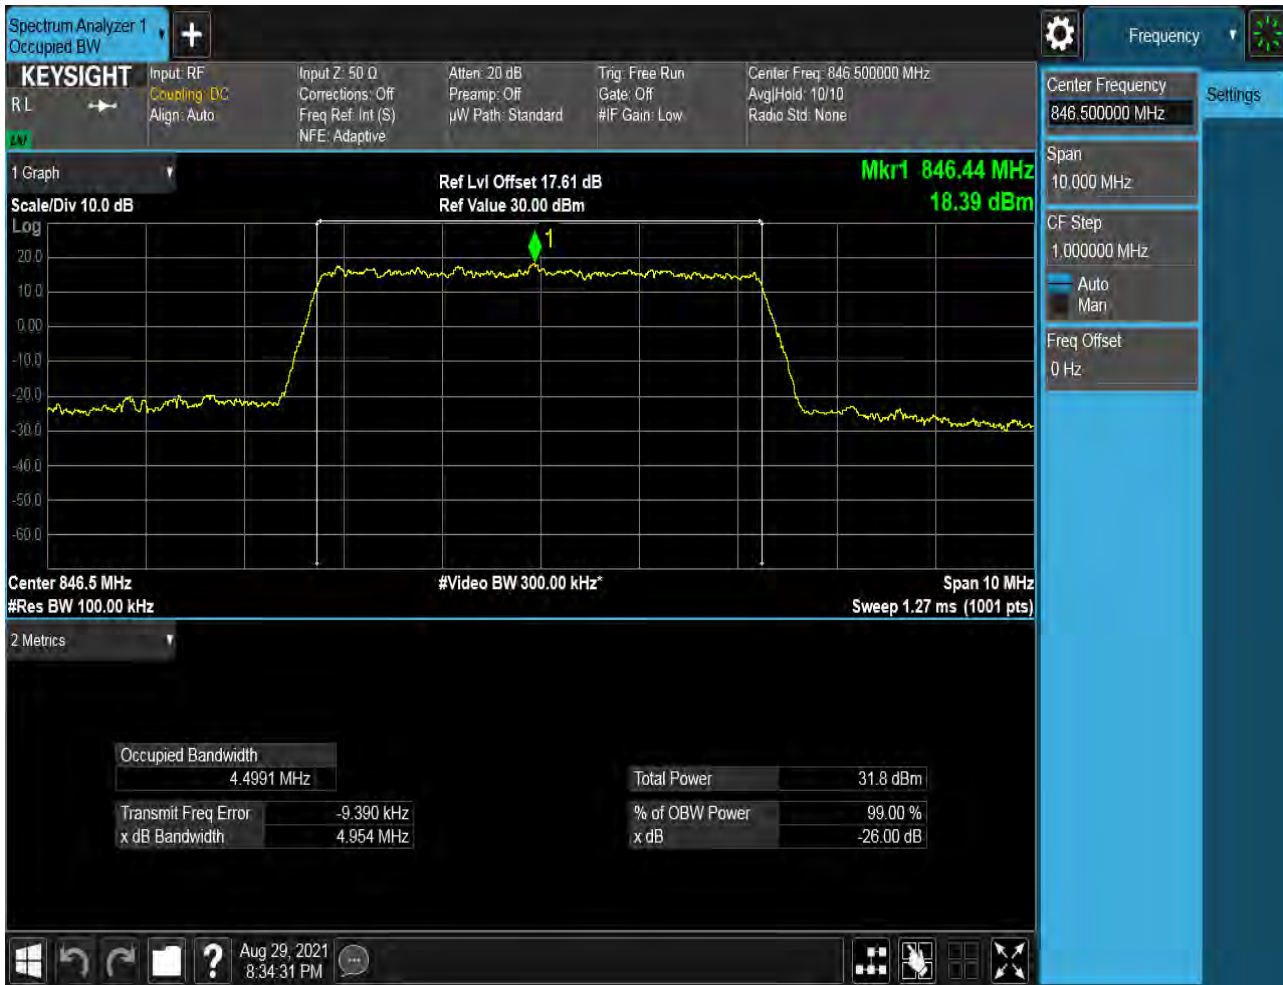 Spectrum Analyzer 1
Occupied BW
Frequency
KEYSIGHT
R L
LXI
Input: RF
Coupling: DC
Align: Auto
Input Z: 50 Ω
Corrections: Off
Freq Ref: Int (S)
NFE: Adaptive
Atten: 20 dB
Preamp: Off
µW Path: Standard
Trig: Free Run
Gate: Off
#IF Gain: Low
Center Freq: 846.500000 MHz
Avg|Hold: 10/10
Radio Std: None
Center Frequency
846.500000 MHz
Settings
Span
10.000 MHz
CF Step
1.000000 MHz
Auto
Man
Freq Offset
0 Hz
1 Graph
Scale/Div 10.0 dB
Ref Lvl Offset 17.61 dB
Ref Value 30.00 dBm
Mkr1 846.44 MHz
18.39 dBm
Log
1
20.0
10.0
0.00
-10.0
-20.0
-30.0
-40.0
-50.0
-60.0
Center 846.5 MHz
#Video BW 300.00 kHz*
Span 10 MHz
#Res BW 100.00 kHz
Sweep 1.27 ms (1001 pts)
2 Metrics
Occupied Bandwidth
4.4991 MHz
Total Power 31.8 dBm
Transmit Freq Error -9.390 kHz
% of OBW Power 99.00 %
x dB Bandwidth 4.954 MHz
x dB -26.00 dB
?
Aug 29, 2021
8:34:31 PM